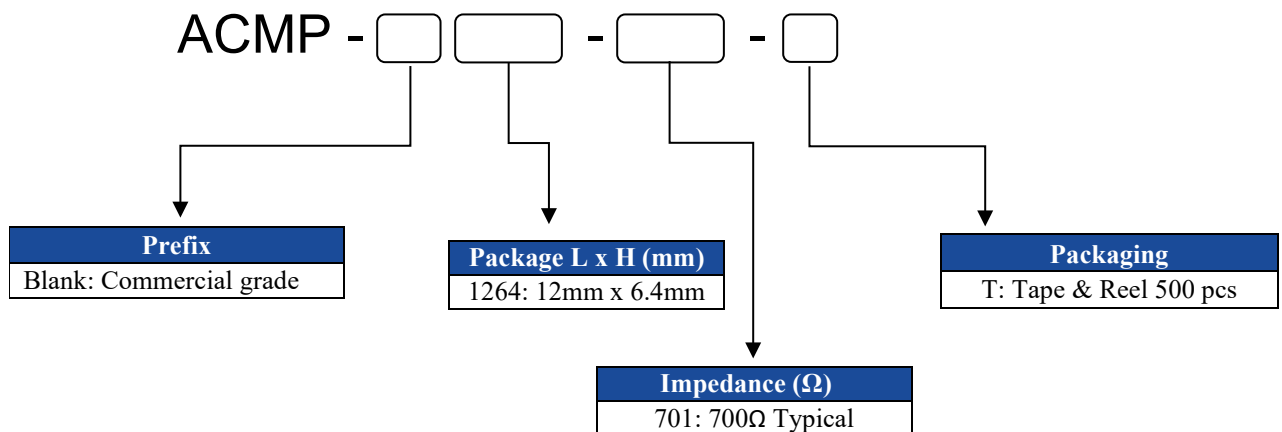 ACMP - - -
Prefix
Blank: Commercial grade
Package L x H (mm)
1264: 12mm x 6.4mm
Packaging
T: Tape & Reel 500 pcs
Impedance (Ω)
701: 700Ω Typical